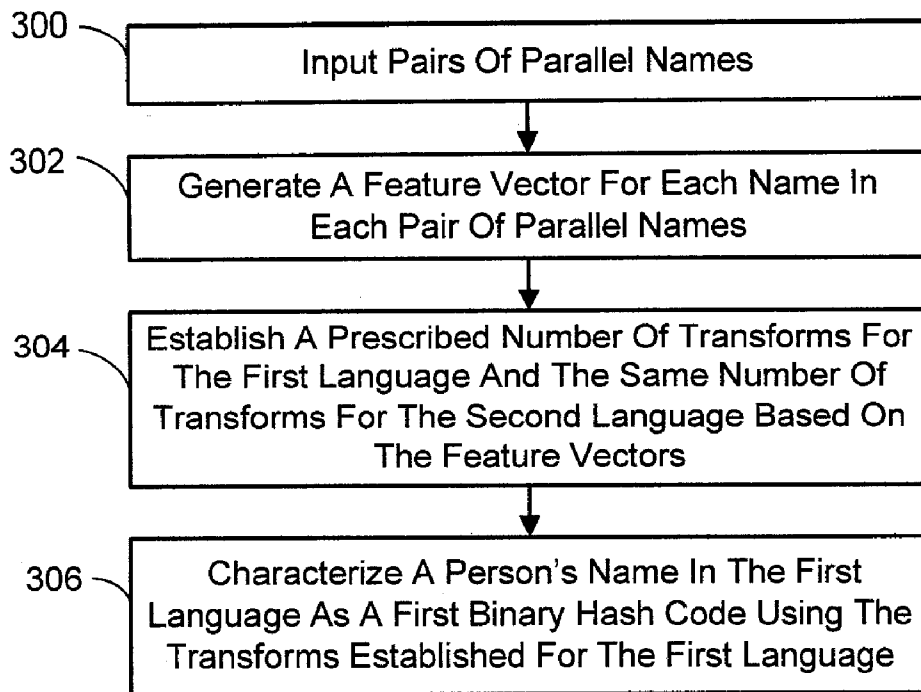 300
Input Pairs Of Parallel Names
302
Generate A Feature Vector For Each Name In
Each Pair Of Parallel Names
304
Establish A Prescribed Number Of Transforms For
The First Language And The Same Number Of
Transforms For The Second Language Based On
The Feature Vectors
306
Characterize A Person's Name In The First
Language As A First Binary Hash Code Using The
Transforms Established For The First Language